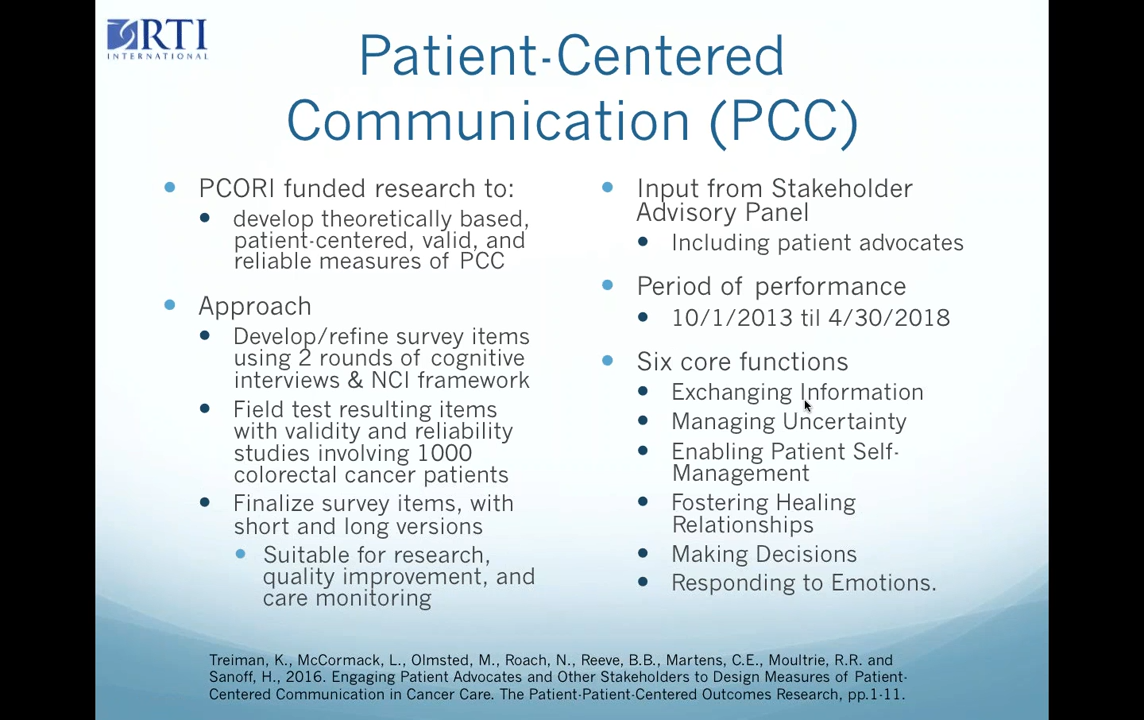 RTI
INTERNATIONAL
Patient-Centered
Communication (PCC)
PCORI funded research to:
develop theoretically based,
patient-centered, valid, and
reliable measures of PCC
Approach
Develop/refine survey items
using 2 rounds of cognitive
interviews & NCI framework
Field test resulting items
with validity and reliability
studies involving 1000
colorectal cancer patients
Finalize survey items, with
short and long versions
Suitable for research,
quality improvement, and
care monitoring
Input from Stakeholder
Advisory Panel
Including patient advocates
Period of performance
10/1/2013 til 4/30/2018
Six core functions
Exchanging Information
Managing Uncertainty
Enabling Patient Self-
Management
Fostering Healing
Relationships
Making Decisions
Responding to Emotions.
Treiman, K., McCormack, L., Olmsted, M., Roach, N., Reeve, B.B., Martens, C.E., Moultrie, R.R. and
Sanoff, H., 2016. Engaging Patient Advocates and Other Stakeholders to Design Measures of Patient-
Centered Communication in Cancer Care. The Patient-Patient-Centered Outcomes Research, pp.1-11.